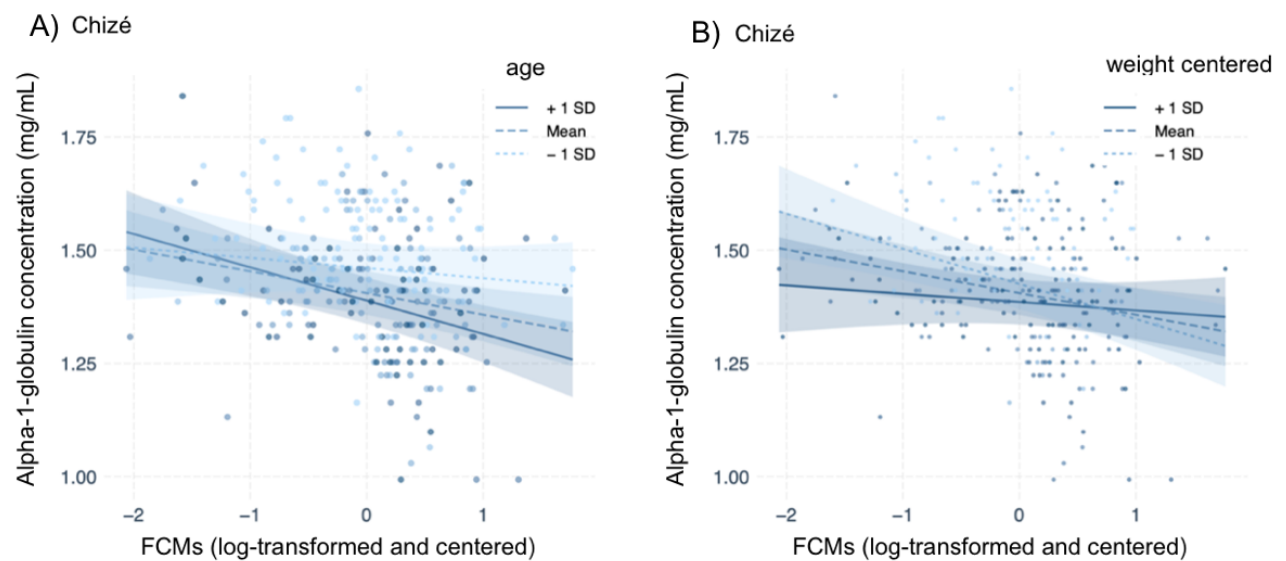 A) Chizé
age
+ 1 SD
Mean
− 1 SD
Alpha-1-globulin concentration (mg/mL)
1.75
1.50
1.25
1.00
−2
−1
0
1
FCMs (log-transformed and centered)
B) Chizé
weight centered
+ 1 SD
Mean
− 1 SD
Alpha-1-globulin concentration (mg/mL)
1.75
1.50
1.25
1.00
−2
−1
0
1
FCMs (log-transformed and centered)